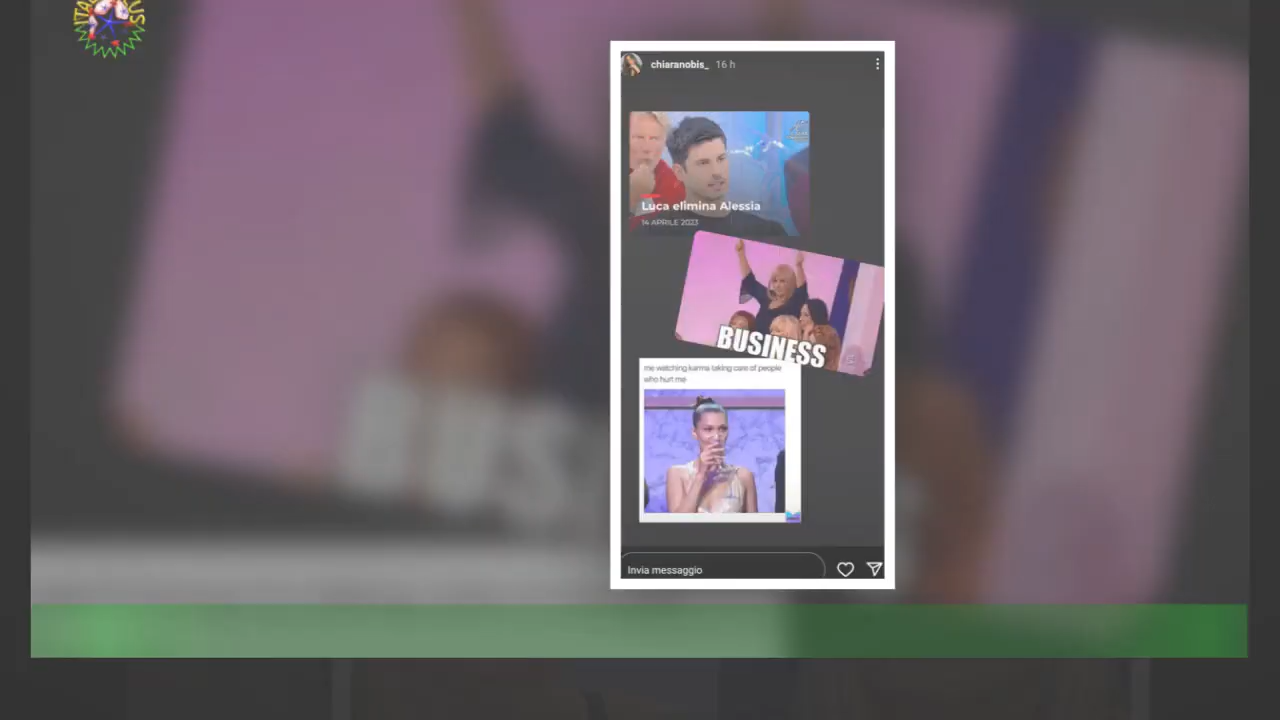 chiaranobis_ 16 h
Luca elimina Alessia
14 APRILE 2023
BUSINESS
me watching karma taking care of people
who hurt me
Invia messaggio